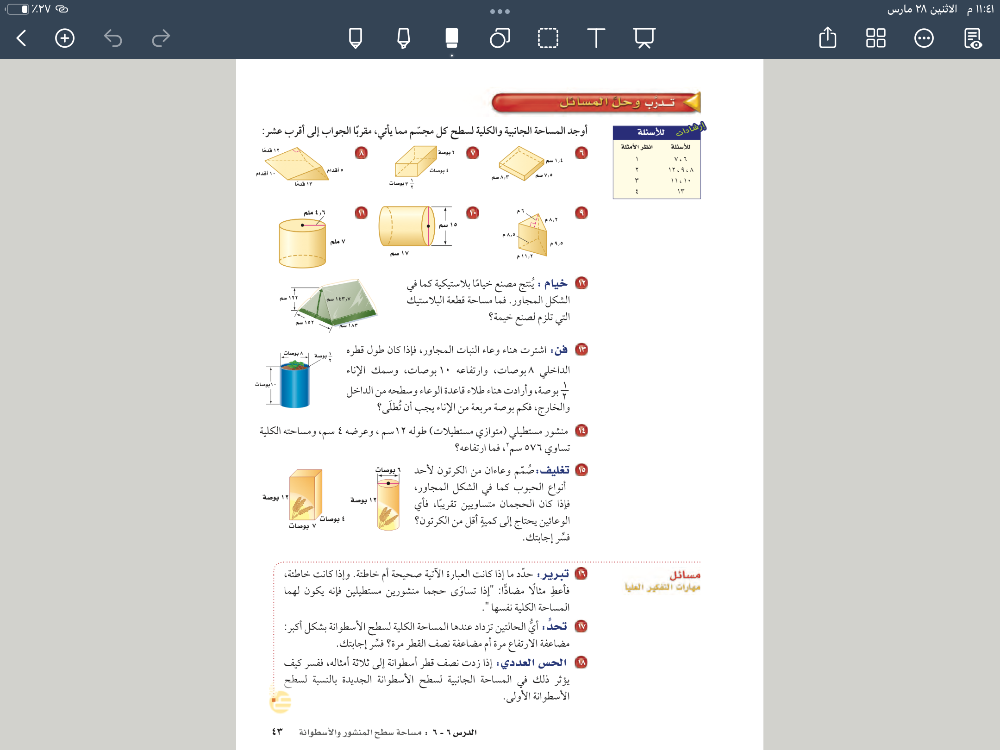 ١١:٤١ م الاثنين ٢٨ مارس
٪٢٧
تـدرَّب وحلَّ المسائل
إرشادات للأسئلة
للأسئلة انظر الأمثلة
٦، ٧ ١
٨، ٩، ١٢ ٢
١٠، ١١ ٣
١٣ ٤
أوجد المساحة الجانبية والكلية لسطح كل مجسّم مما يأتي، مقربًا الجواب إلى أقرب عشر:
٦
١٫٤ سم
٧٫٥ سم
٨٫٣ سم
٧
٢ بوصة
٤ بوصات
٣ ١/٢ بوصات
٨
١٢ قدمًا
٥ أقدام
١٠ أقدام
١٣ قدمًا
٩
٦ م
٨٫٢ م
٨٫٥ م
٩٫٥ م
١١٫٢ م
١٠
١٥ سم
١٧ سم
١١
٤٫٦ ملم
٧ ملم
١٢ خيام : يُنتج مصنع خيامًا بلاستيكية كما في
الشكل المجاور. فما مساحة قطعة البلاستيك
التي تلزم لصنع خيمة؟
١٢٢ سم
١٤٣٫٧ سم
١٥٢ سم
١٨٣ سم
١٣ فن: اشترت هناء وعاء النبات المجاور، فإذا كان طول قطره
الداخلي ٨ بوصات، وارتفاعه ١٠ بوصات، وسمك الإناء
١/٢ بوصة، وأرادت هناء طلاء قاعدة الوعاء وسطحه من الداخل
والخارج، فكم بوصة مربعة من الإناء يجب أن تُطلَى؟
٨ بوصات
١/٢ بوصة
١٠ بوصات
١٤ منشور مستطيلي (متوازي مستطيلات) طوله ١٢سم ، وعرضه ٤ سم، ومساحته الكلية
تساوي ٥٧٦ سم٢، فما ارتفاعه؟
١٥ تغليف: صُمّم وعاءان من الكرتون لأحد
أنواع الحبوب كما في الشكل المجاور،
فإذا كان الحجمان متساويين تقريبًا، فأي
الوعائين يحتاج إلى كميةٍ أقل من الكرتون؟
فسِّر إجابتك.
٦ بوصات
١٢ بوصة
١٢ بوصة
٤ بوصات
٧ بوصات
مسائل
مهارات التفكير العليا
١٦ تبرير: حدّد ما إذا كانت العبارة الآتية صحيحة أم خاطئة. وإذا كانت خاطئة،
فأعطِ مثالًا مضادًّا: "إذا تساوَى حجما منشورين مستطيلين فإنه يكون لهما
المساحة الكلية نفسها".
١٧ تحدٍّ: أيُّ الحالتين تزداد عندها المساحة الكلية لسطح الأسطوانة بشكل أكبر:
مضاعفة الارتفاع مرة أم مضاعفة نصف القطر مرة؟ فسِّر إجابتك.
١٨ الحس العددي: إذا زدت نصف قطر أسطوانة إلى ثلاثة أمثاله، ففسر كيف
يؤثر ذلك في المساحة الجانبية لسطح الأسطوانة الجديدة بالنسبة لسطح
الأسطوانة الأولى.
الدرس ٦ - ٦ : مساحة سطح المنشور والأسطوانة ٤٣